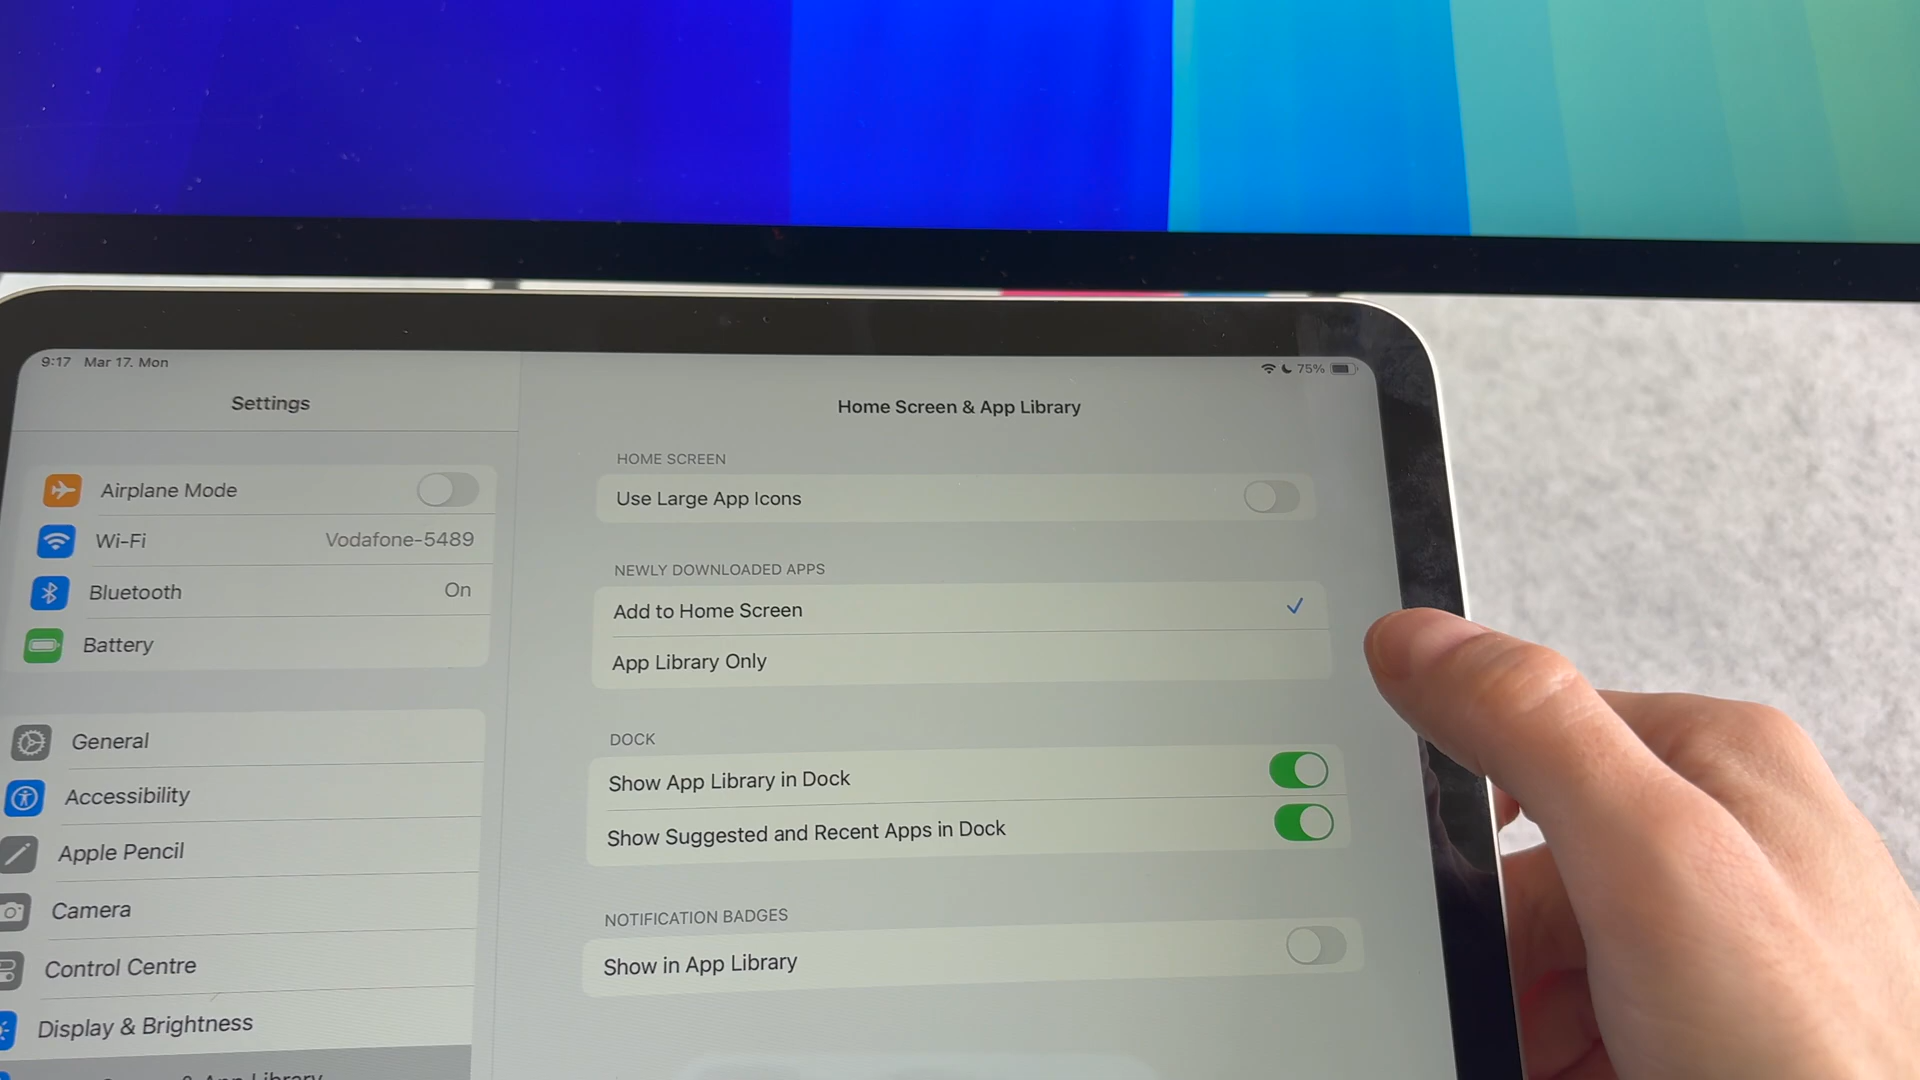 9:17 Mar 17. Mon
75%
Settings
Airplane Mode
Wi-Fi Vodafone-5489
Bluetooth On
Battery
General
Accessibility
Apple Pencil
Camera
Control Centre
Display & Brightness
& App Library
Home Screen & App Library
HOME SCREEN
Use Large App Icons
NEWLY DOWNLOADED APPS
Add to Home Screen
App Library Only
DOCK
Show App Library in Dock
Show Suggested and Recent Apps in Dock
NOTIFICATION BADGES
Show in App Library